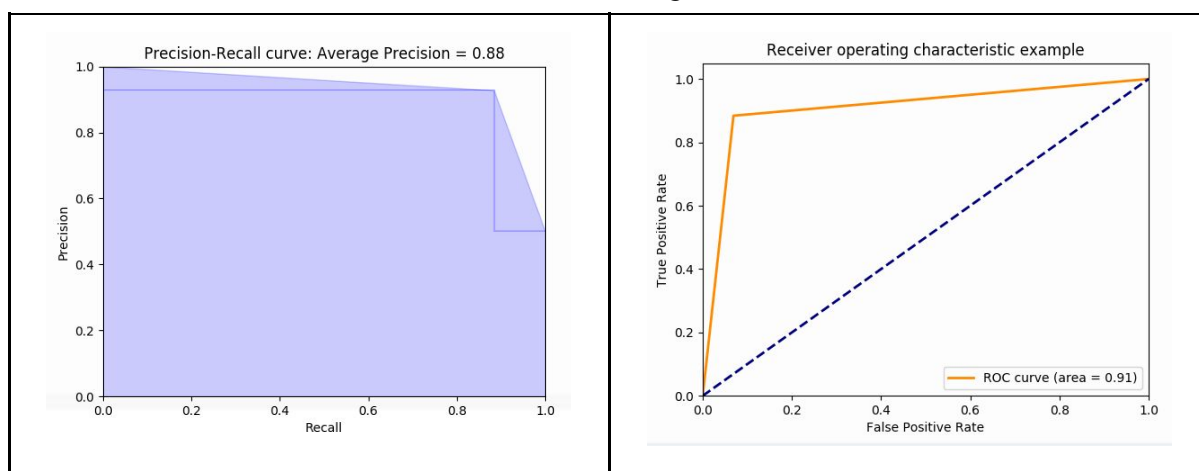 Precision-Recall curve: Average Precision = 0.88
1.0
0.8
0.6
0.4
0.2
0.0
Precision
0.0 0.2 0.4 0.6 0.8 1.0
Recall
Receiver operating characteristic example
1.0
0.8
0.6
0.4
0.2
0.0
True Positive Rate
ROC curve (area = 0.91)
0.0 0.2 0.4 0.6 0.8 1.0
False Positive Rate